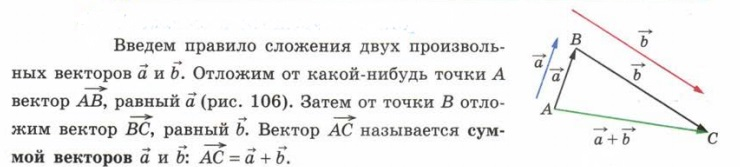 Введем правило сложения двух произволь-
ных векторов a⃗ и b⃗. Отложим от какой-нибудь точки A
вектор AB⃗, равный a⃗ (рис. 106). Затем от точки B отло-
жим вектор BC⃗, равный b⃗. Вектор AC⃗ называется сум-
мой векторов a⃗ и b⃗: AC⃗ = a⃗ + b⃗.
b⃗
B
a⃗
a⃗
b⃗
A
C
a⃗ + b⃗